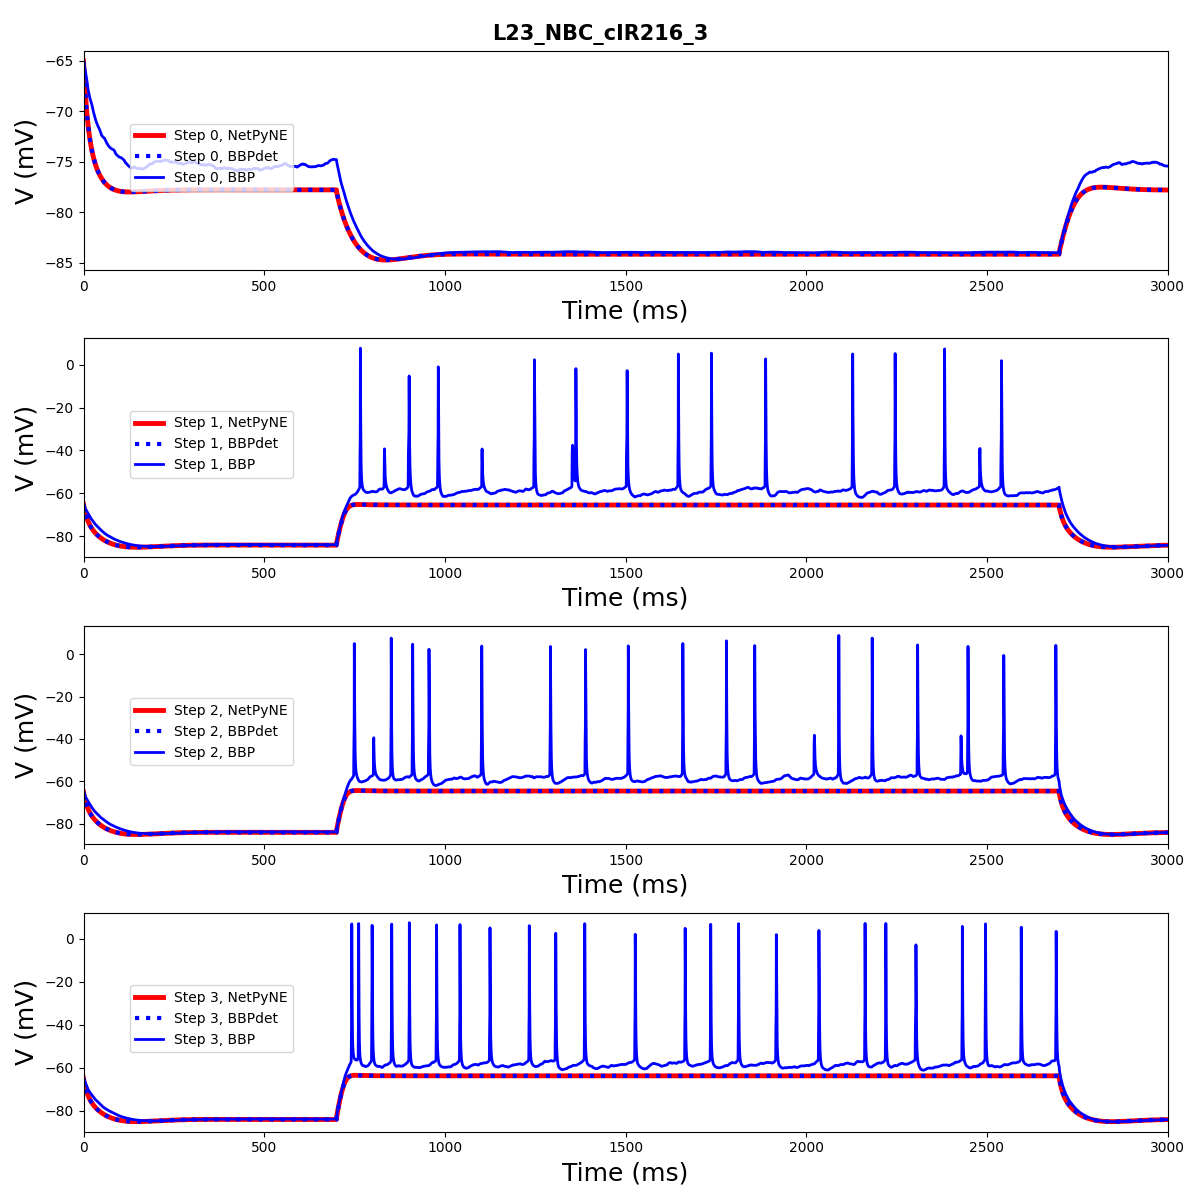 L23_NBC_cIR216_3
V (mV)
−65
−70
−75
−80
−85
Step 0, NetPyNE
Step 0, BBPdet
Step 0, BBP
0 500 1000 1500 2000 2500 3000
Time (ms)
V (mV)
0
−20
−40
−60
−80
Step 1, NetPyNE
Step 1, BBPdet
Step 1, BBP
0 500 1000 1500 2000 2500 3000
Time (ms)
V (mV)
0
−20
−40
−60
−80
Step 2, NetPyNE
Step 2, BBPdet
Step 2, BBP
0 500 1000 1500 2000 2500 3000
Time (ms)
V (mV)
0
−20
−40
−60
−80
Step 3, NetPyNE
Step 3, BBPdet
Step 3, BBP
0 500 1000 1500 2000 2500 3000
Time (ms)